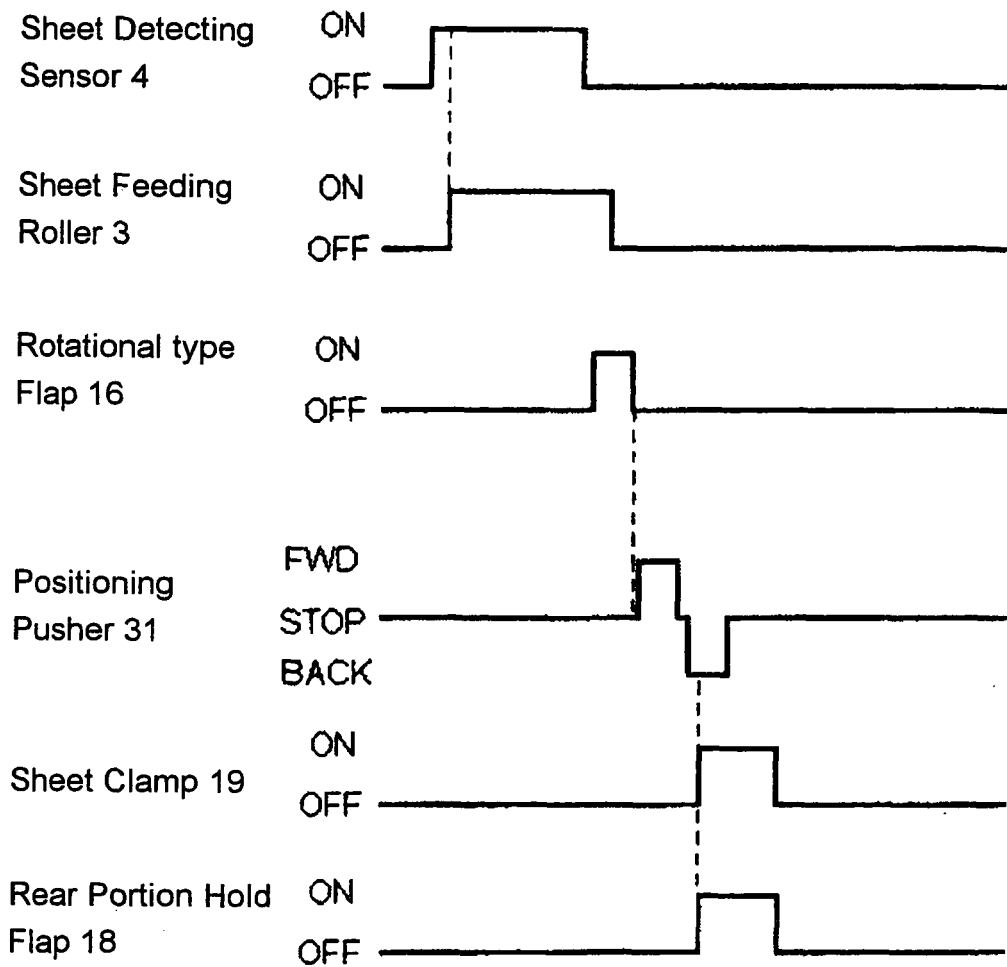 Sheet Detecting
Sensor 4
ON
OFF
Sheet Feeding
Roller 3
ON
OFF
Rotational type
Flap 16
ON
OFF
Positioning
Pusher 31
FWD
STOP
BACK
Sheet Clamp 19
ON
OFF
Rear Portion Hold
Flap 18
ON
OFF